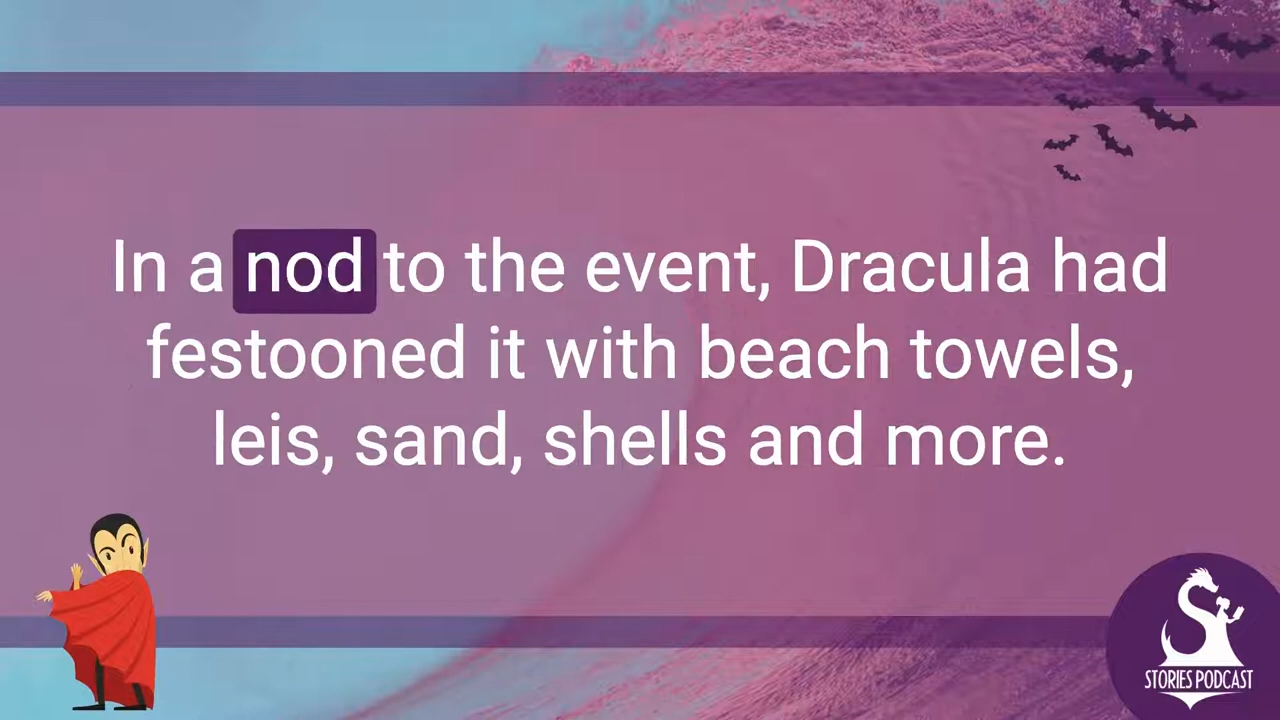 In a nod to the event, Dracula had
festooned it with beach towels,
leis, sand, shells and more.
STORIES PODCAST